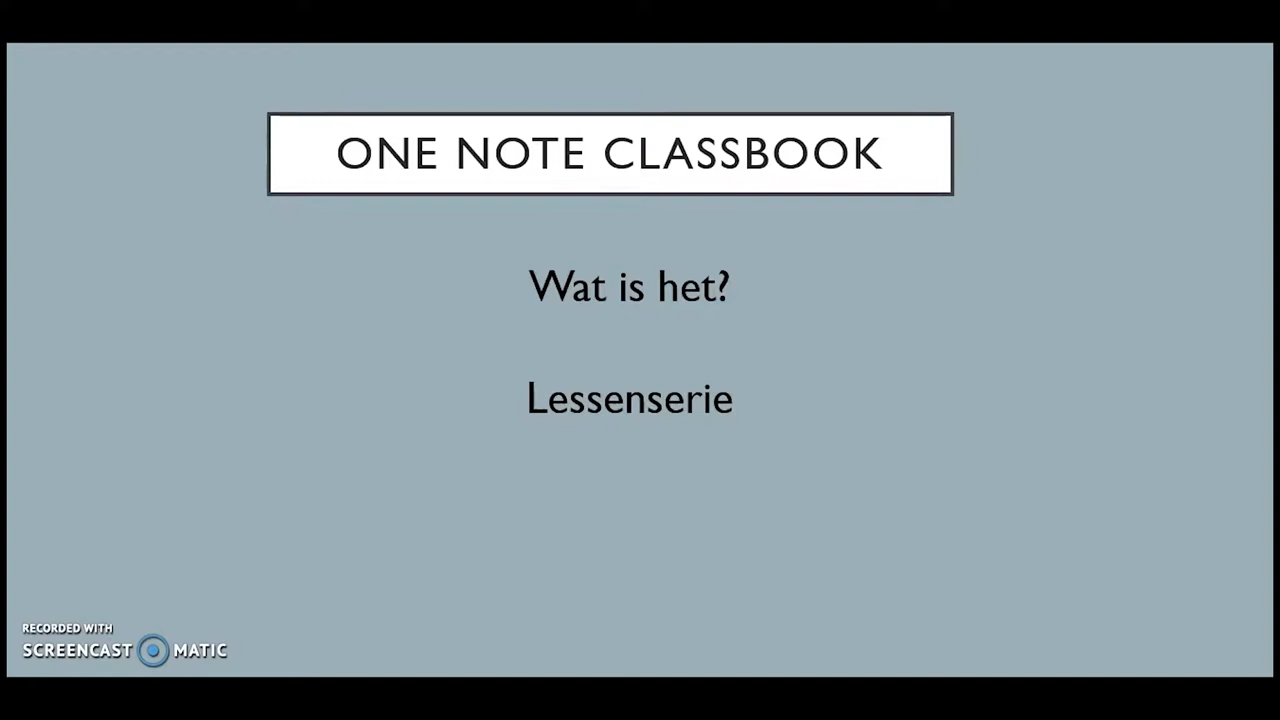 ONE NOTE CLASSBOOK
Wat is het?
Lessenserie
RECORDED WITH
SCREENCAST MATIC